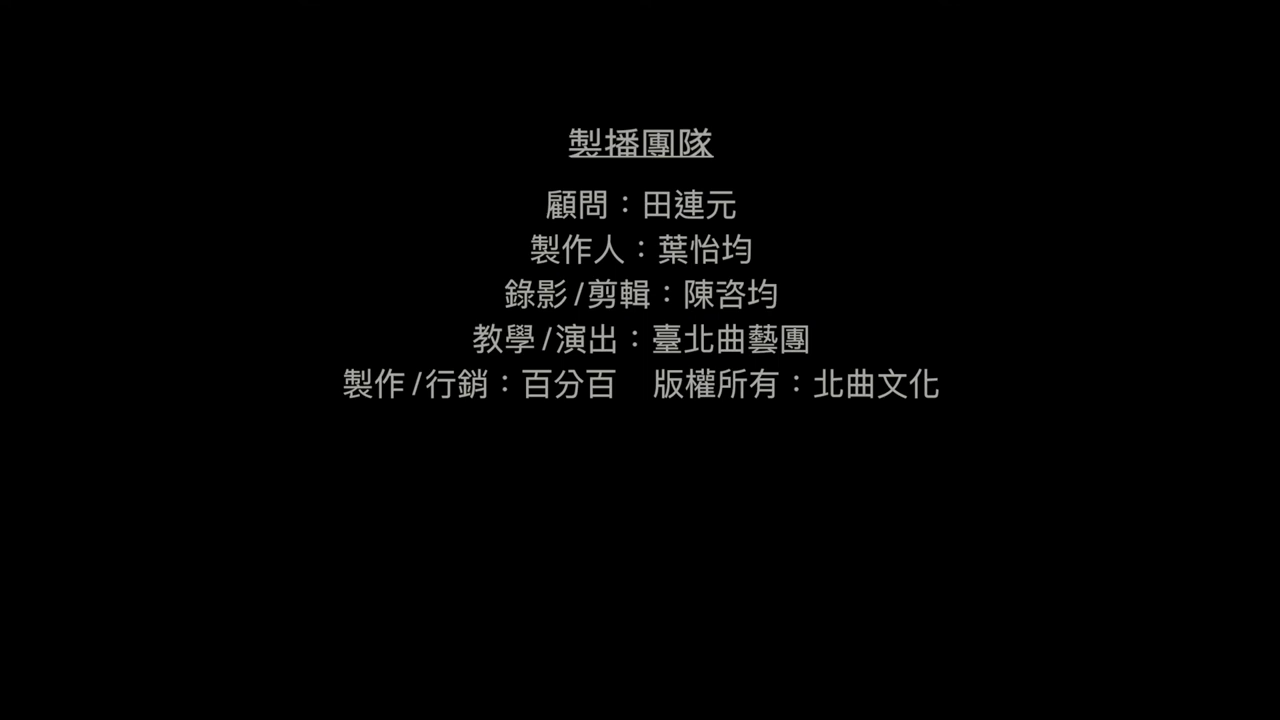 製播團隊
顧問：田連元
製作人：葉怡均
錄影/剪輯：陳咨均
教學/演出：臺北曲藝團
製作/行銷：百分百　版權所有：北曲文化